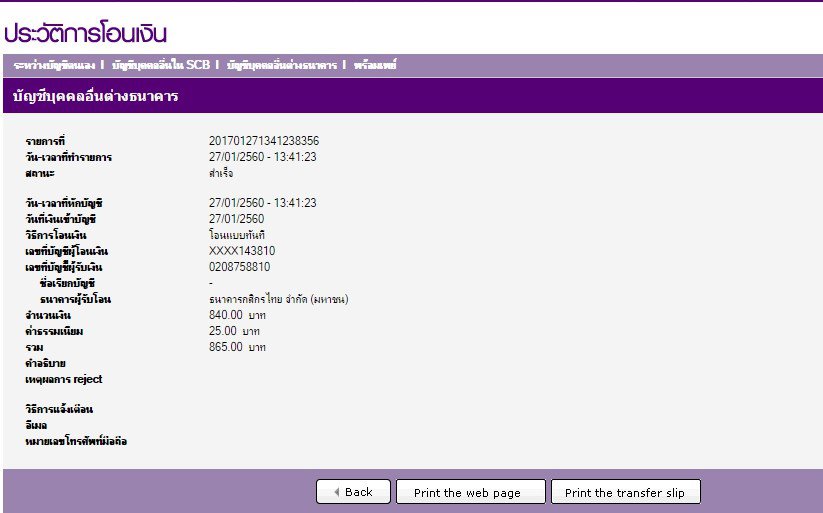 ประวัติการโอนเงิน
ระหว่างบัญชีตนเอง | บัญชีบุคคลอื่นใน SCB | บัญชีบุคคลอื่นต่างธนาคาร | พร้อมเพย์
บัญชีบุคคลอื่นต่างธนาคาร
รายการที่ 201701271341238356
วัน-เวลาที่ทำรายการ 27/01/2560 - 13:41:23
สถานะ สำเร็จ
วัน-เวลาที่หักบัญชี 27/01/2560 - 13:41:23
วันที่เงินเข้าบัญชี 27/01/2560
วิธีการโอนเงิน โอนแบบทันที
เลขที่บัญชีผู้โอนเงิน XXXX143810
เลขที่บัญชีผู้รับเงิน 0208758810
ชื่อเรียกบัญชี -
ธนาคารผู้รับโอน ธนาคารกสิกรไทย จำกัด (มหาชน)
จำนวนเงิน 840.00 บาท
ค่าธรรมเนียม 25.00 บาท
รวม 865.00 บาท
คำอธิบาย
เหตุผลการ reject
วิธีการแจ้งเตือน
อีเมล
หมายเลขโทรศัพท์มือถือ
Back Print the web page Print the transfer slip